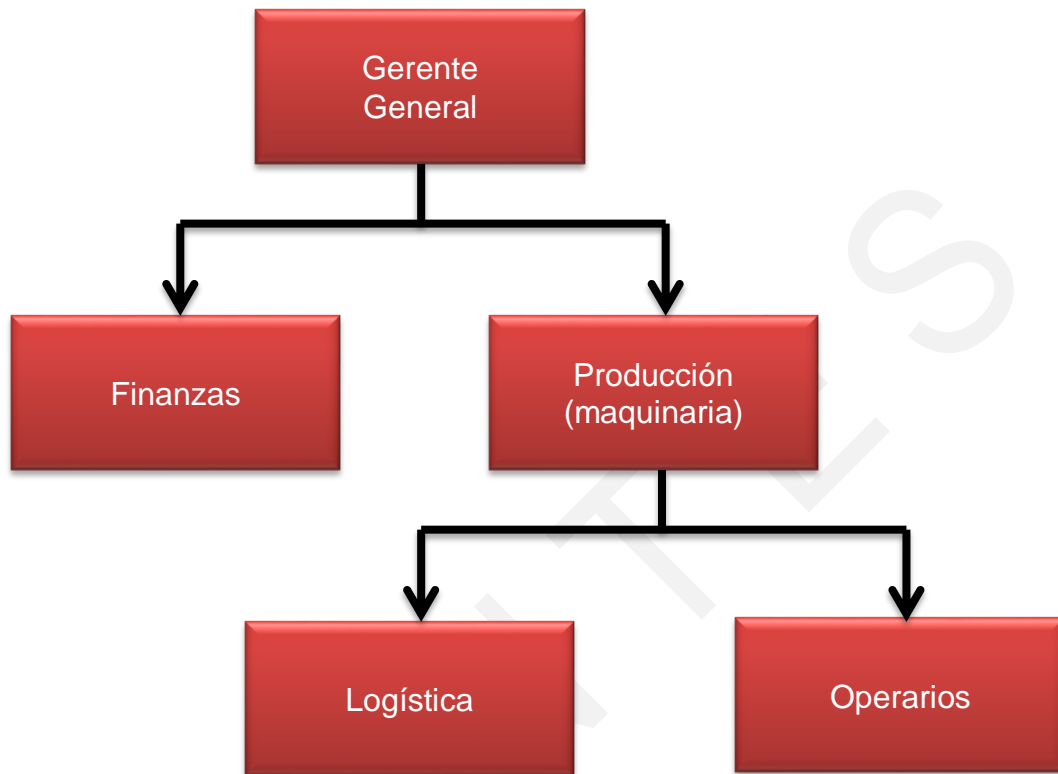 Gerente
General
Finanzas
Producción
(maquinaria)
Logística
Operarios